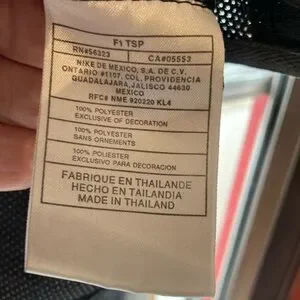 F1 TSP
RN#56323 CA#05553
NIKE DE MEXICO, S.A. DE C.V.
ONTARIO #1107, COL. PROVIDENCIA
GUADALAJARA, JALISCO 44630
MEXICO
RFC# NME 920220 KL4
100% POLYESTER
EXCLUSIVE OF DECORATION
100% POLYESTER
SANS ORNEMENTS
100% POLIESTER
EXCLUSIVO PARA DECORACIÓN
FABRIQUE EN THAILANDE
HECHO EN TAILANDIA
MADE IN THAILAND